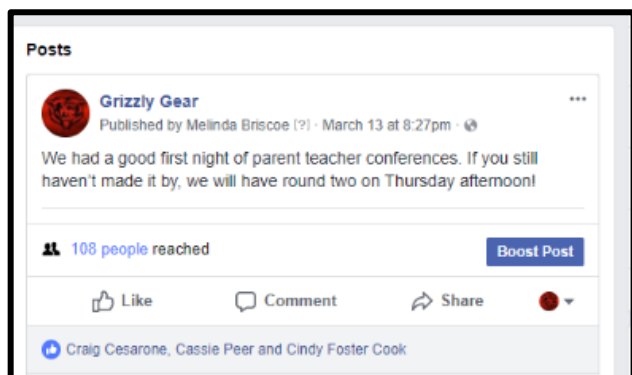 Posts
Grizzly Gear
Published by Melinda Briscoe [?] · March 13 at 8:27pm ·
We had a good first night of parent teacher conferences. If you still
haven't made it by, we will have round two on Thursday afternoon!
108 people reached
Boost Post
Like Comment Share
Craig Cesarone, Cassie Peer and Cindy Foster Cook